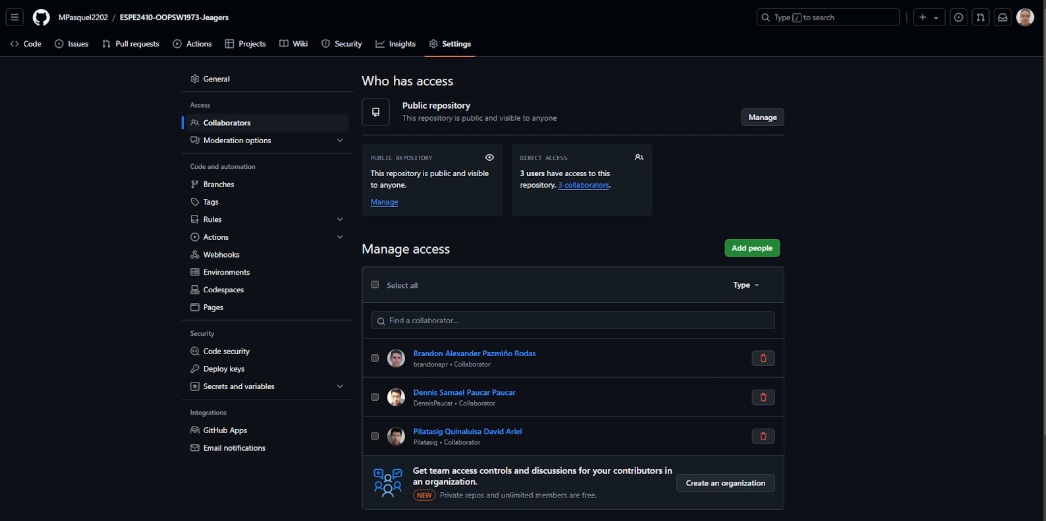 MPasquel2202 / ESPE2410-OOPSW1973-Jeagers
Type / to search
Code Issues Pull requests Actions Projects Wiki Security Insights Settings
General
Access
Collaborators
Moderation options
Code and automation
Branches
Tags
Rules
Actions
Webhooks
Environments
Codespaces
Pages
Security
Code security
Deploy keys
Secrets and variables
Integrations
GitHub Apps
Email notifications
Who has access
Public repository
This repository is public and visible to anyone
Manage
PUBLIC REPOSITORY
This repository is public and visible
to anyone.
Manage
DIRECT ACCESS
3 users have access to this
repository. 3 collaborators.
Manage access
Add people
Select all
Type
Find a collaborator...
Brandon Alexander Pazmiño Rodas
brandonapr • Collaborator
Dennis Samael Paucar Paucar
DennisPaucar • Collaborator
Pilatasig Quinaluisa David Ariel
Pilatasig • Collaborator
Get team access controls and discussions for your contributors in
an organization.
NEW Private repos and unlimited members are free.
Create an organization